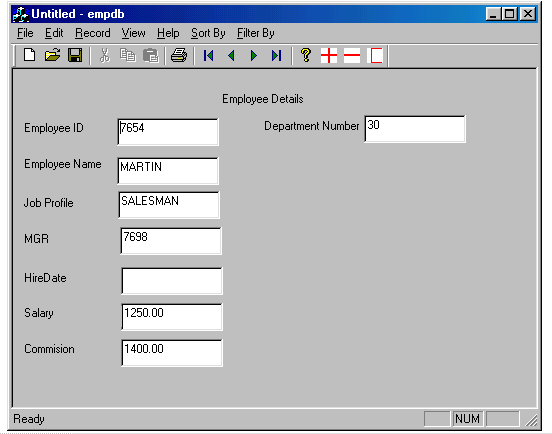 Untitled - empdb
File Edit Record View Help Sort By Filter By
Employee Details
Employee ID 7654 Department Number 30
Employee Name MARTIN
Job Profile SALESMAN
MGR 7698
HireDate
Salary 1250.00
Commision 1400.00
Ready NUM